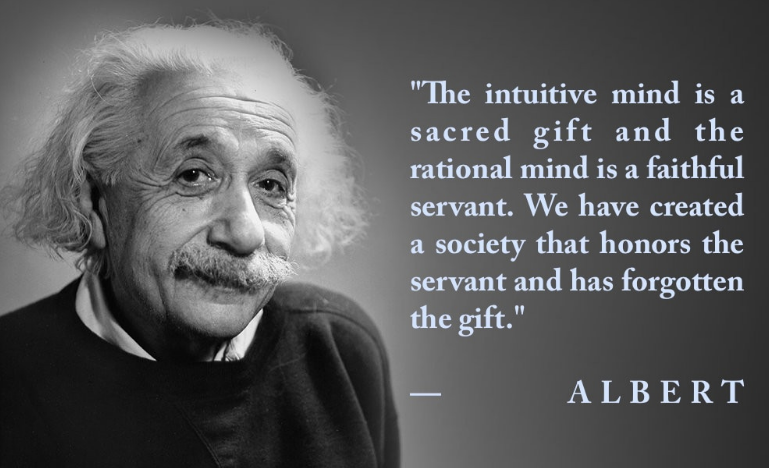 "The intuitive mind is a
sacred gift and the
rational mind is a faithful
servant. We have created
a society that honors the
servant and has forgotten
the gift."
— ALBERT